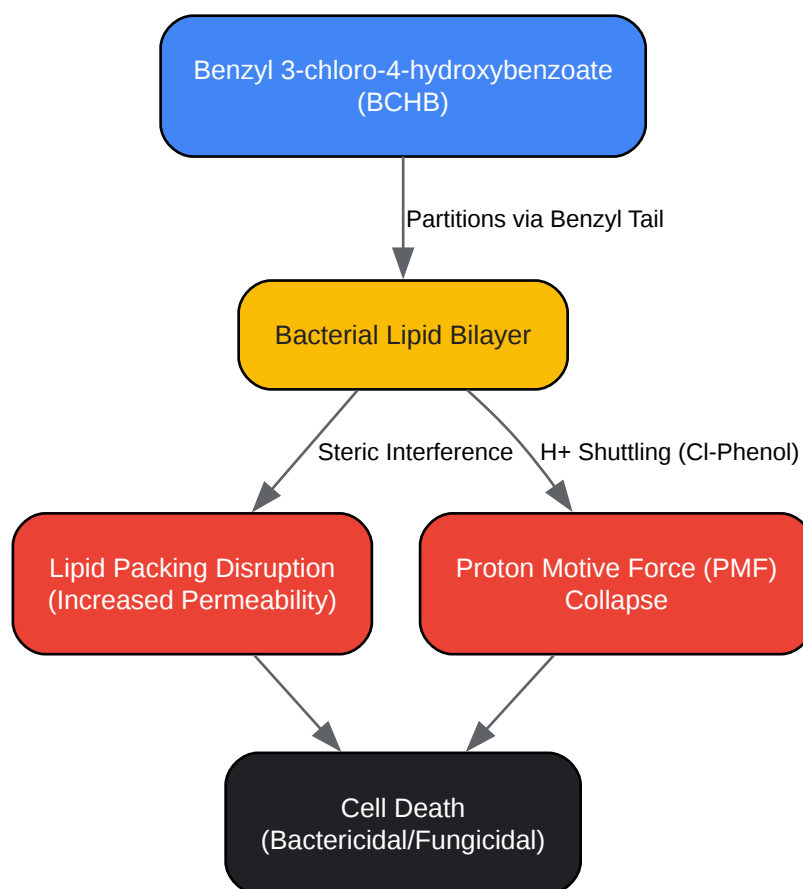 Benzyl 3-chloro-4-hydroxybenzoate
(BCHB)
Partitions via Benzyl Tail
Bacterial Lipid Bilayer
Steric Interference
H+ Shuttling (Cl-Phenol)
Lipid Packing Disruption
(Increased Permeability)
Proton Motive Force (PMF)
Collapse
Cell Death
(Bactericidal/Fungicidal)